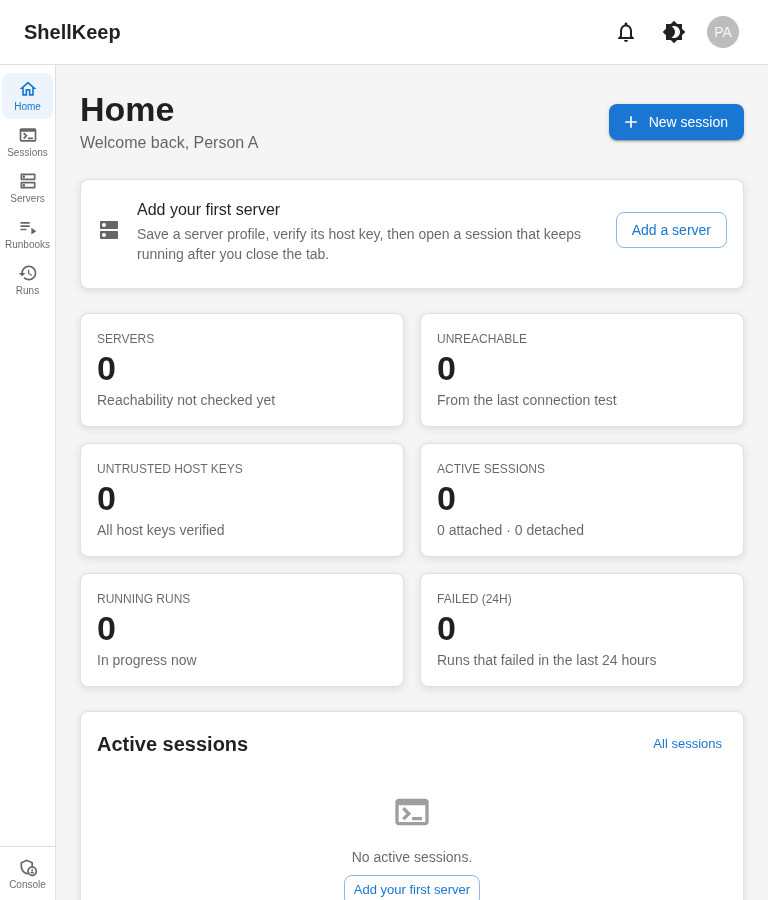 ShellKeep
PA
Home
Sessions
Servers
Runbooks
Runs
Console
Home
Welcome back, Person A
New session
Add your first server
Save a server profile, verify its host key, then open a session that keeps
running after you close the tab.
Add a server
SERVERS
0
Reachability not checked yet
UNREACHABLE
0
From the last connection test
UNTRUSTED HOST KEYS
0
All host keys verified
ACTIVE SESSIONS
0
0 attached · 0 detached
RUNNING RUNS
0
In progress now
FAILED (24H)
0
Runs that failed in the last 24 hours
Active sessions
All sessions
No active sessions.
Add your first server